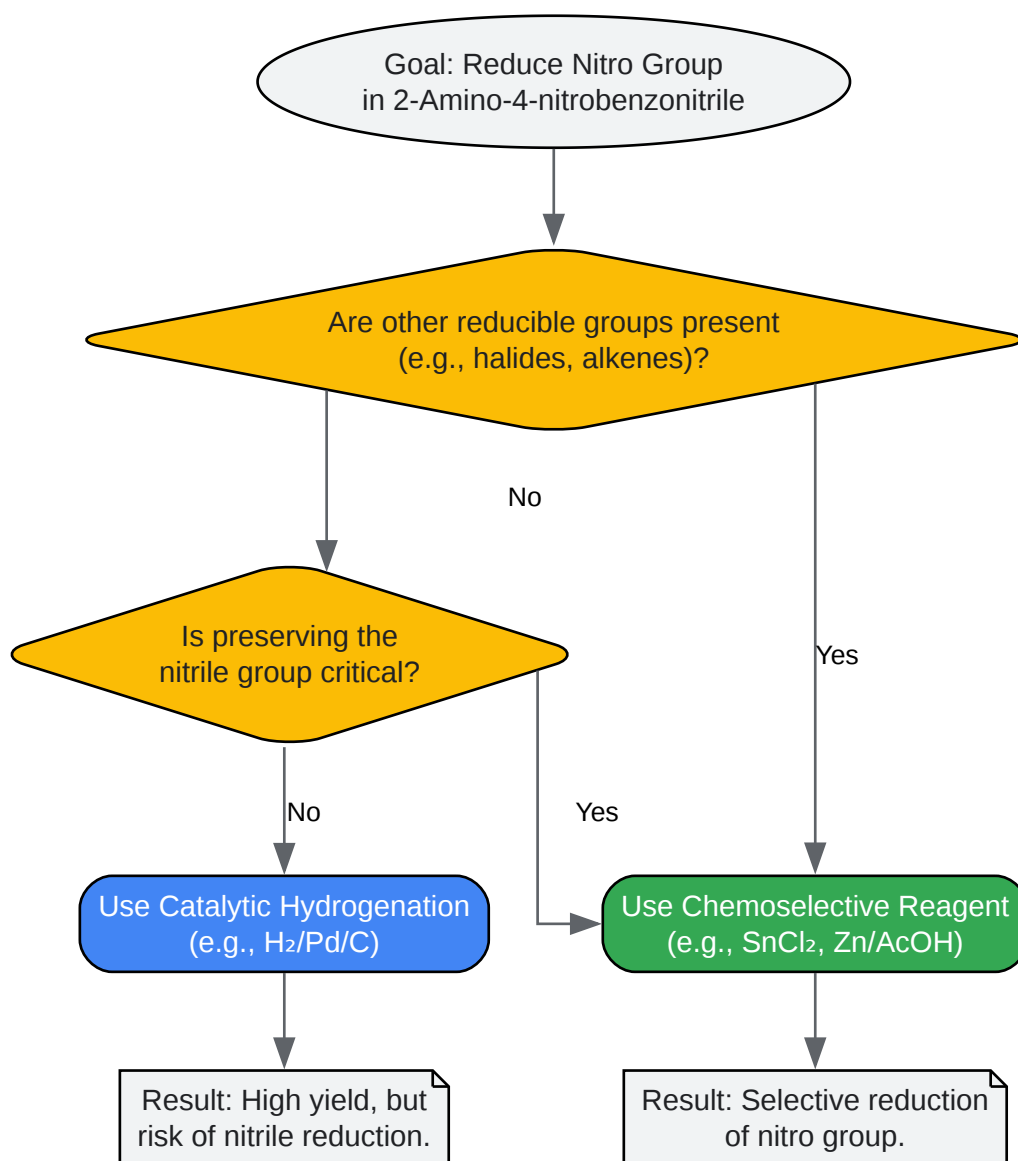 Goal: Reduce Nitro Group
in 2-Amino-4-nitrobenzonitrile
Are other reducible groups present
(e.g., halides, alkenes)?
No
Is preserving the
nitrile group critical?
Yes
No
Yes
Use Catalytic Hydrogenation
(e.g., H₂/Pd/C)
Use Chemoselective Reagent
(e.g., SnCl₂, Zn/AcOH)
Result: High yield, but
risk of nitrile reduction.
Result: Selective reduction
of nitro group.